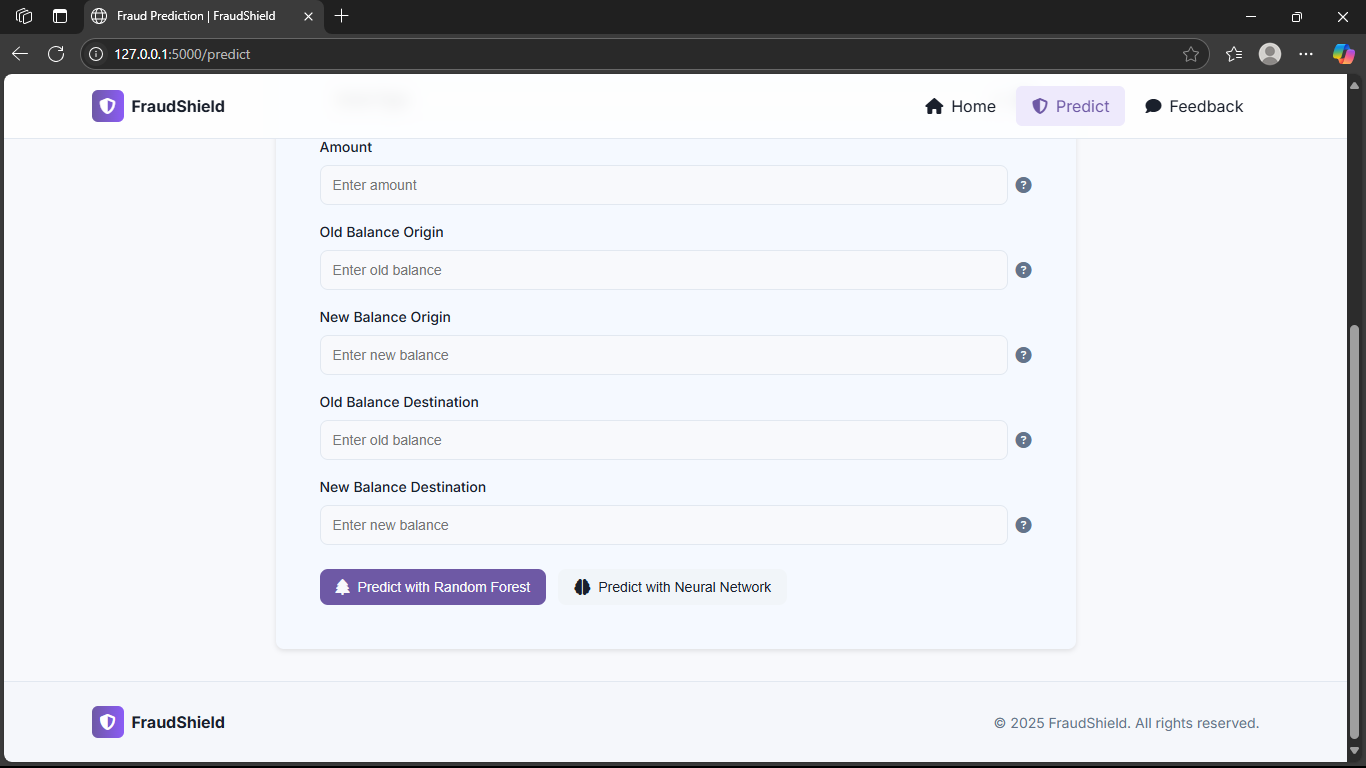 Fraud Prediction | FraudShield
127.0.0.1:5000/predict
FraudShield
Home
Predict
Feedback
Amount
Enter amount
?
Old Balance Origin
Enter old balance
?
New Balance Origin
Enter new balance
?
Old Balance Destination
Enter old balance
?
New Balance Destination
Enter new balance
?
Predict with Random Forest
Predict with Neural Network
FraudShield
© 2025 FraudShield. All rights reserved.